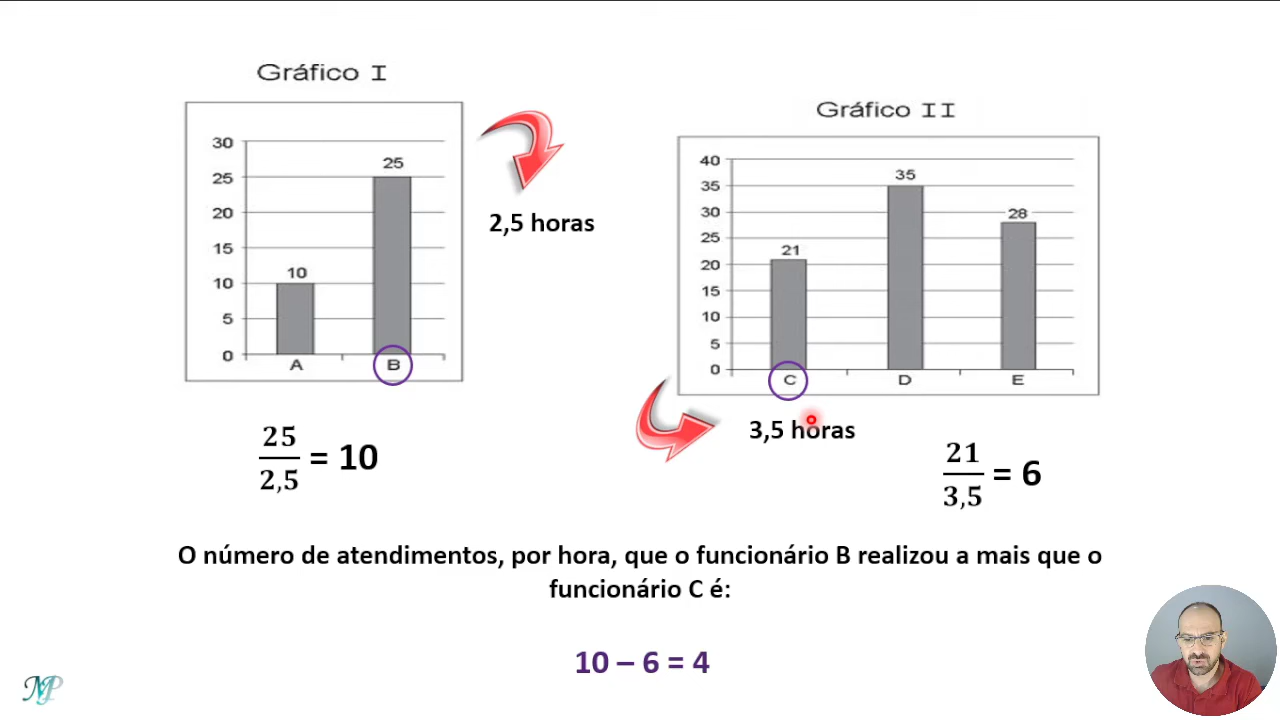 Gráfico I
30
25
20
15
10
5
0
10
25
A
B
2,5 horas
Gráfico II
40
35
30
25
20
15
10
5
0
21
35
28
C
D
E
3,5 horas
25
2,5
= 10
21
3,5
= 6
O número de atendimentos, por hora, que o funcionário B realizou a mais que o
funcionário C é:
10 – 6 = 4
MP